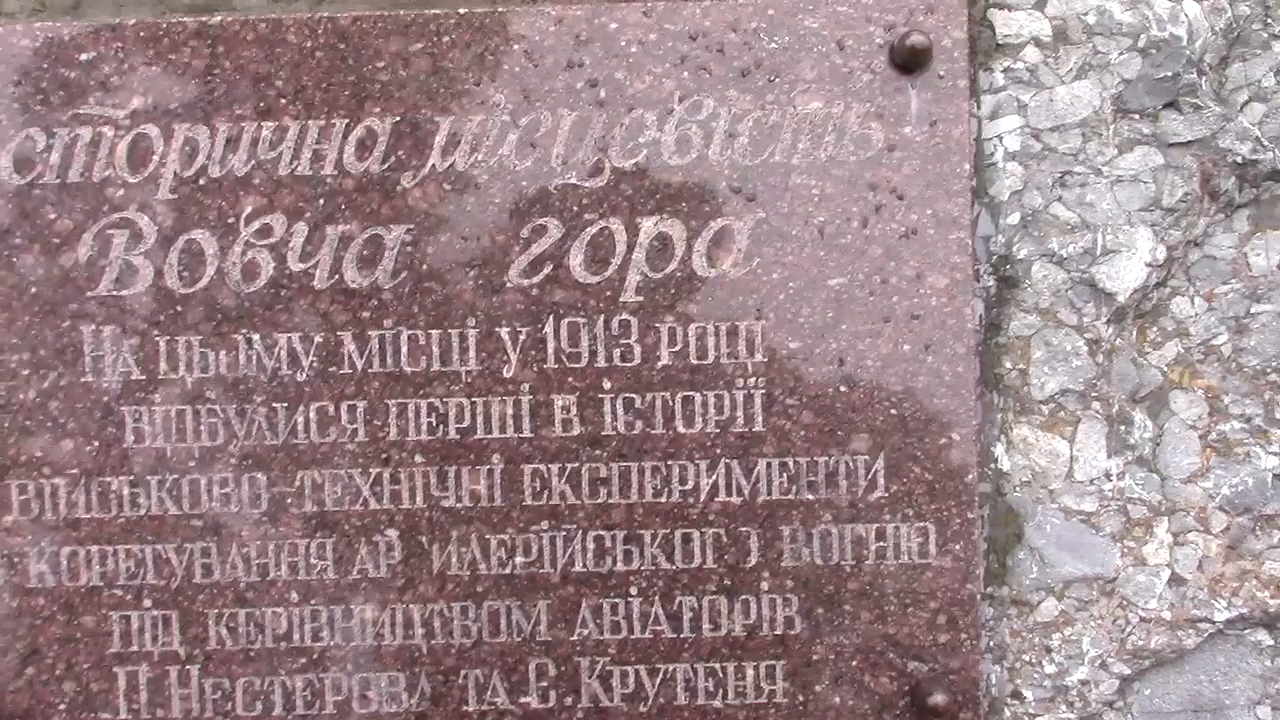 сторична місцевість
Вовча гора
На цьому місці у 1913 році
відбулися перші в історії
військово-технічні експерименти
корегування артилерійського вогню
під керівництвом авіаторів
П.Нестерова та Є.Крутеня